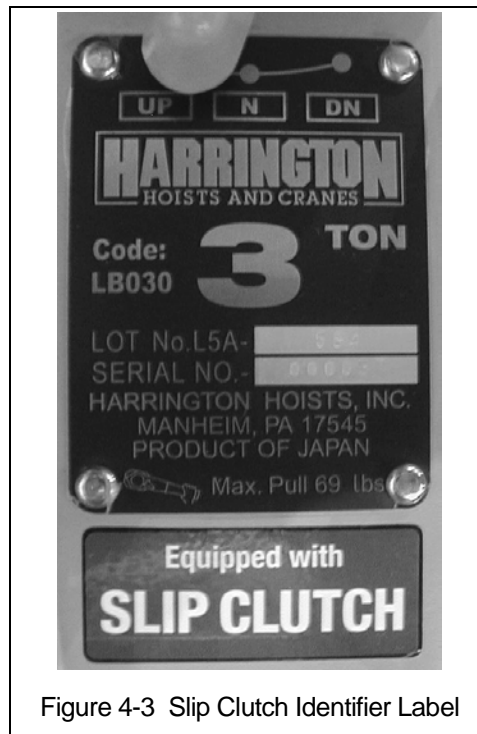 UP N DN
HARRINGTON
HOISTS AND CRANES
Code:
LB030
3 TON
LOT No.L5A-
SERIAL NO.-
HARRINGTON HOISTS, INC.
MANHEIM, PA 17545
PRODUCT OF JAPAN
Max. Pull 69 lbs
Equipped with
SLIP CLUTCH
Figure 4-3 Slip Clutch Identifier Label